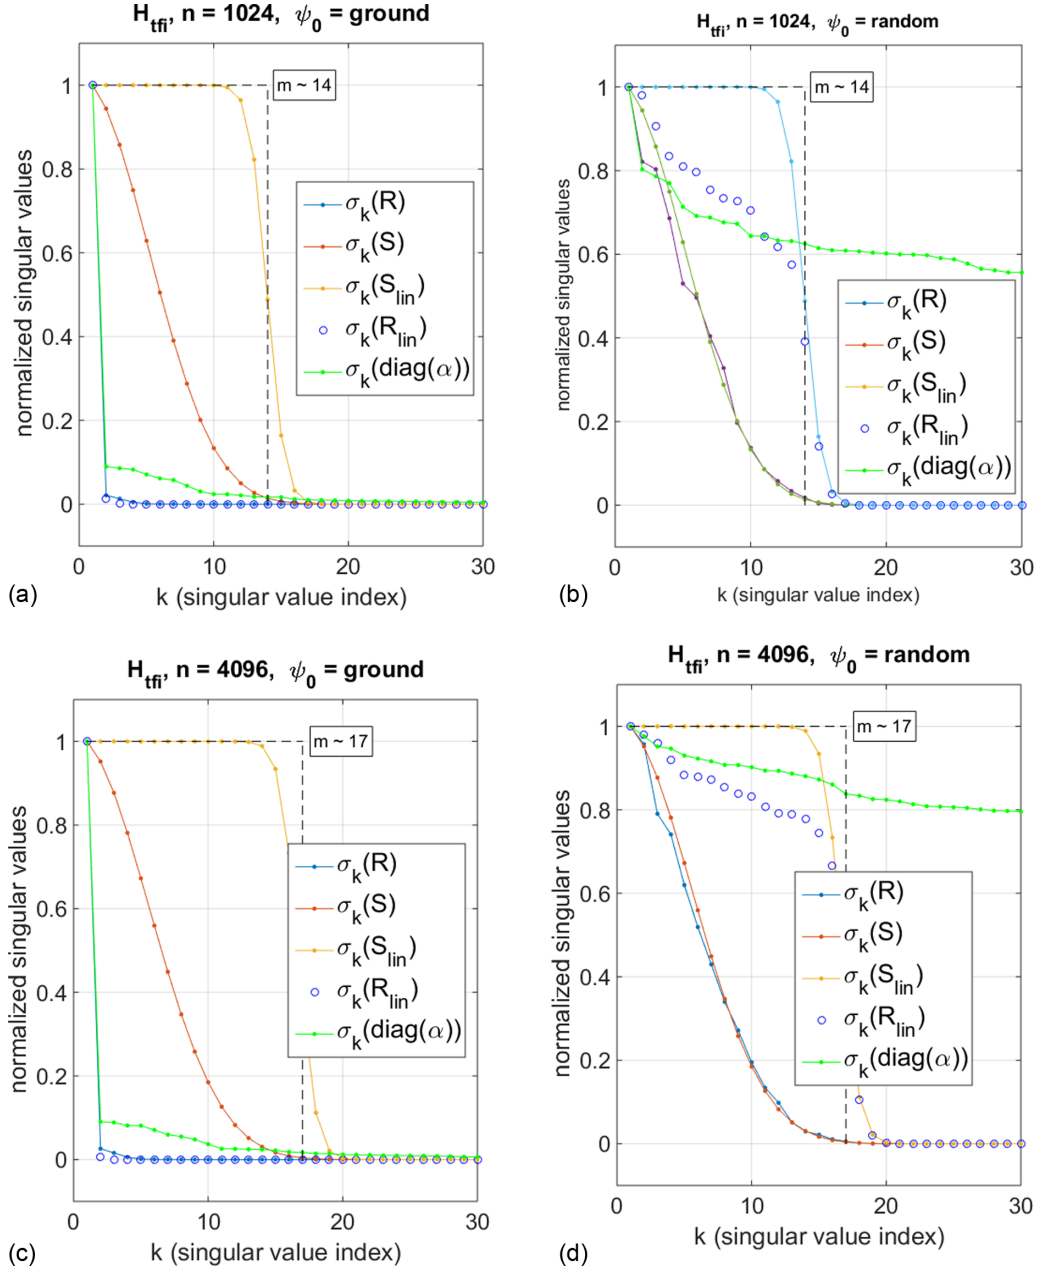 H_tfi, n = 1024, ψ_0 = ground
normalized singular values
1
0.8
0.6
0.4
0.2
0
m ~ 14
σ_k(R)
σ_k(S)
σ_k(S_lin)
σ_k(R_lin)
σ_k(diag(α))
0 10 20 30
k (singular value index)
(a)
H_tfi, n = 1024, ψ_0 = random
normalized singular values
1
0.8
0.6
0.4
0.2
0
m ~ 14
σ_k(R)
σ_k(S)
σ_k(S_lin)
σ_k(R_lin)
σ_k(diag(α))
0 10 20 30
k (singular value index)
(b)
H_tfi, n = 4096, ψ_0 = ground
normalized singular values
1
0.8
0.6
0.4
0.2
0
m ~ 17
σ_k(R)
σ_k(S)
σ_k(S_lin)
σ_k(R_lin)
σ_k(diag(α))
0 10 20 30
k (singular value index)
(c)
H_tfi, n = 4096, ψ_0 = random
normalized singular values
1
0.8
0.6
0.4
0.2
0
m ~ 17
σ_k(R)
σ_k(S)
σ_k(S_lin)
σ_k(R_lin)
σ_k(diag(α))
0 10 20 30
k (singular value index)
(d)